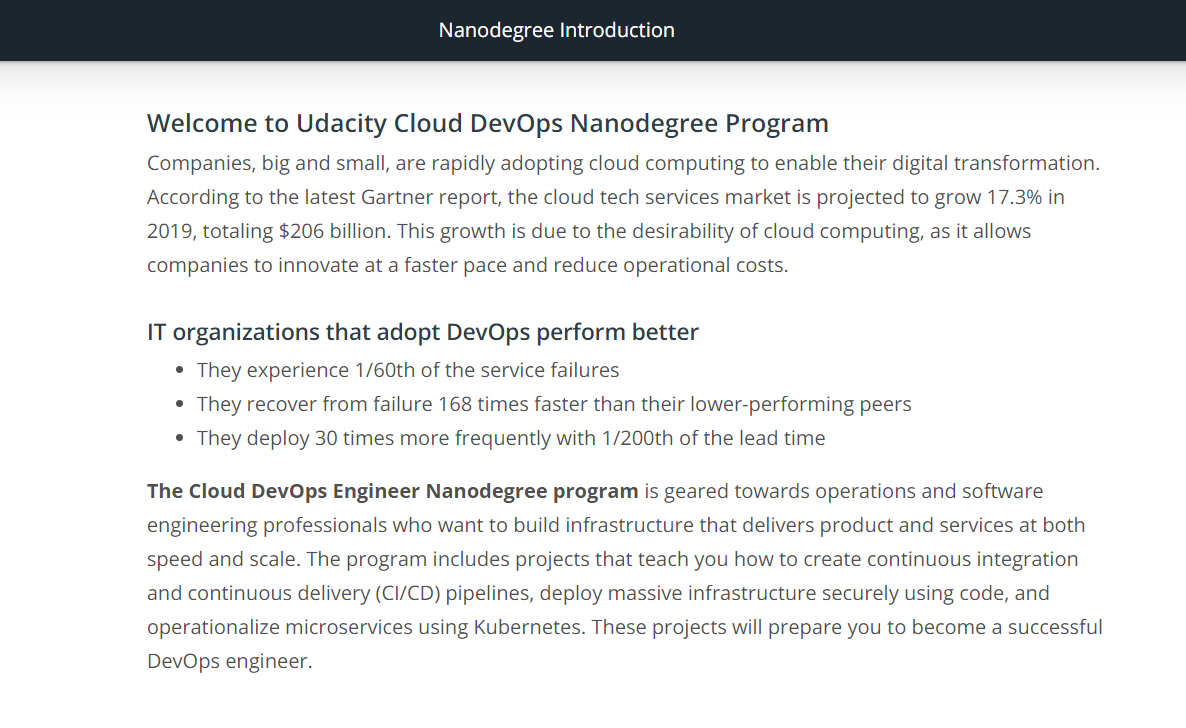 Nanodegree Introduction
Welcome to Udacity Cloud DevOps Nanodegree Program
Companies, big and small, are rapidly adopting cloud computing to enable their digital transformation.
According to the latest Gartner report, the cloud tech services market is projected to grow 17.3% in
2019, totaling $206 billion. This growth is due to the desirability of cloud computing, as it allows
companies to innovate at a faster pace and reduce operational costs.
IT organizations that adopt DevOps perform better
• They experience 1/60th of the service failures
• They recover from failure 168 times faster than their lower-performing peers
• They deploy 30 times more frequently with 1/200th of the lead time
The Cloud DevOps Engineer Nanodegree program is geared towards operations and software
engineering professionals who want to build infrastructure that delivers product and services at both
speed and scale. The program includes projects that teach you how to create continuous integration
and continuous delivery (CI/CD) pipelines, deploy massive infrastructure securely using code, and
operationalize microservices using Kubernetes. These projects will prepare you to become a successful
DevOps engineer.